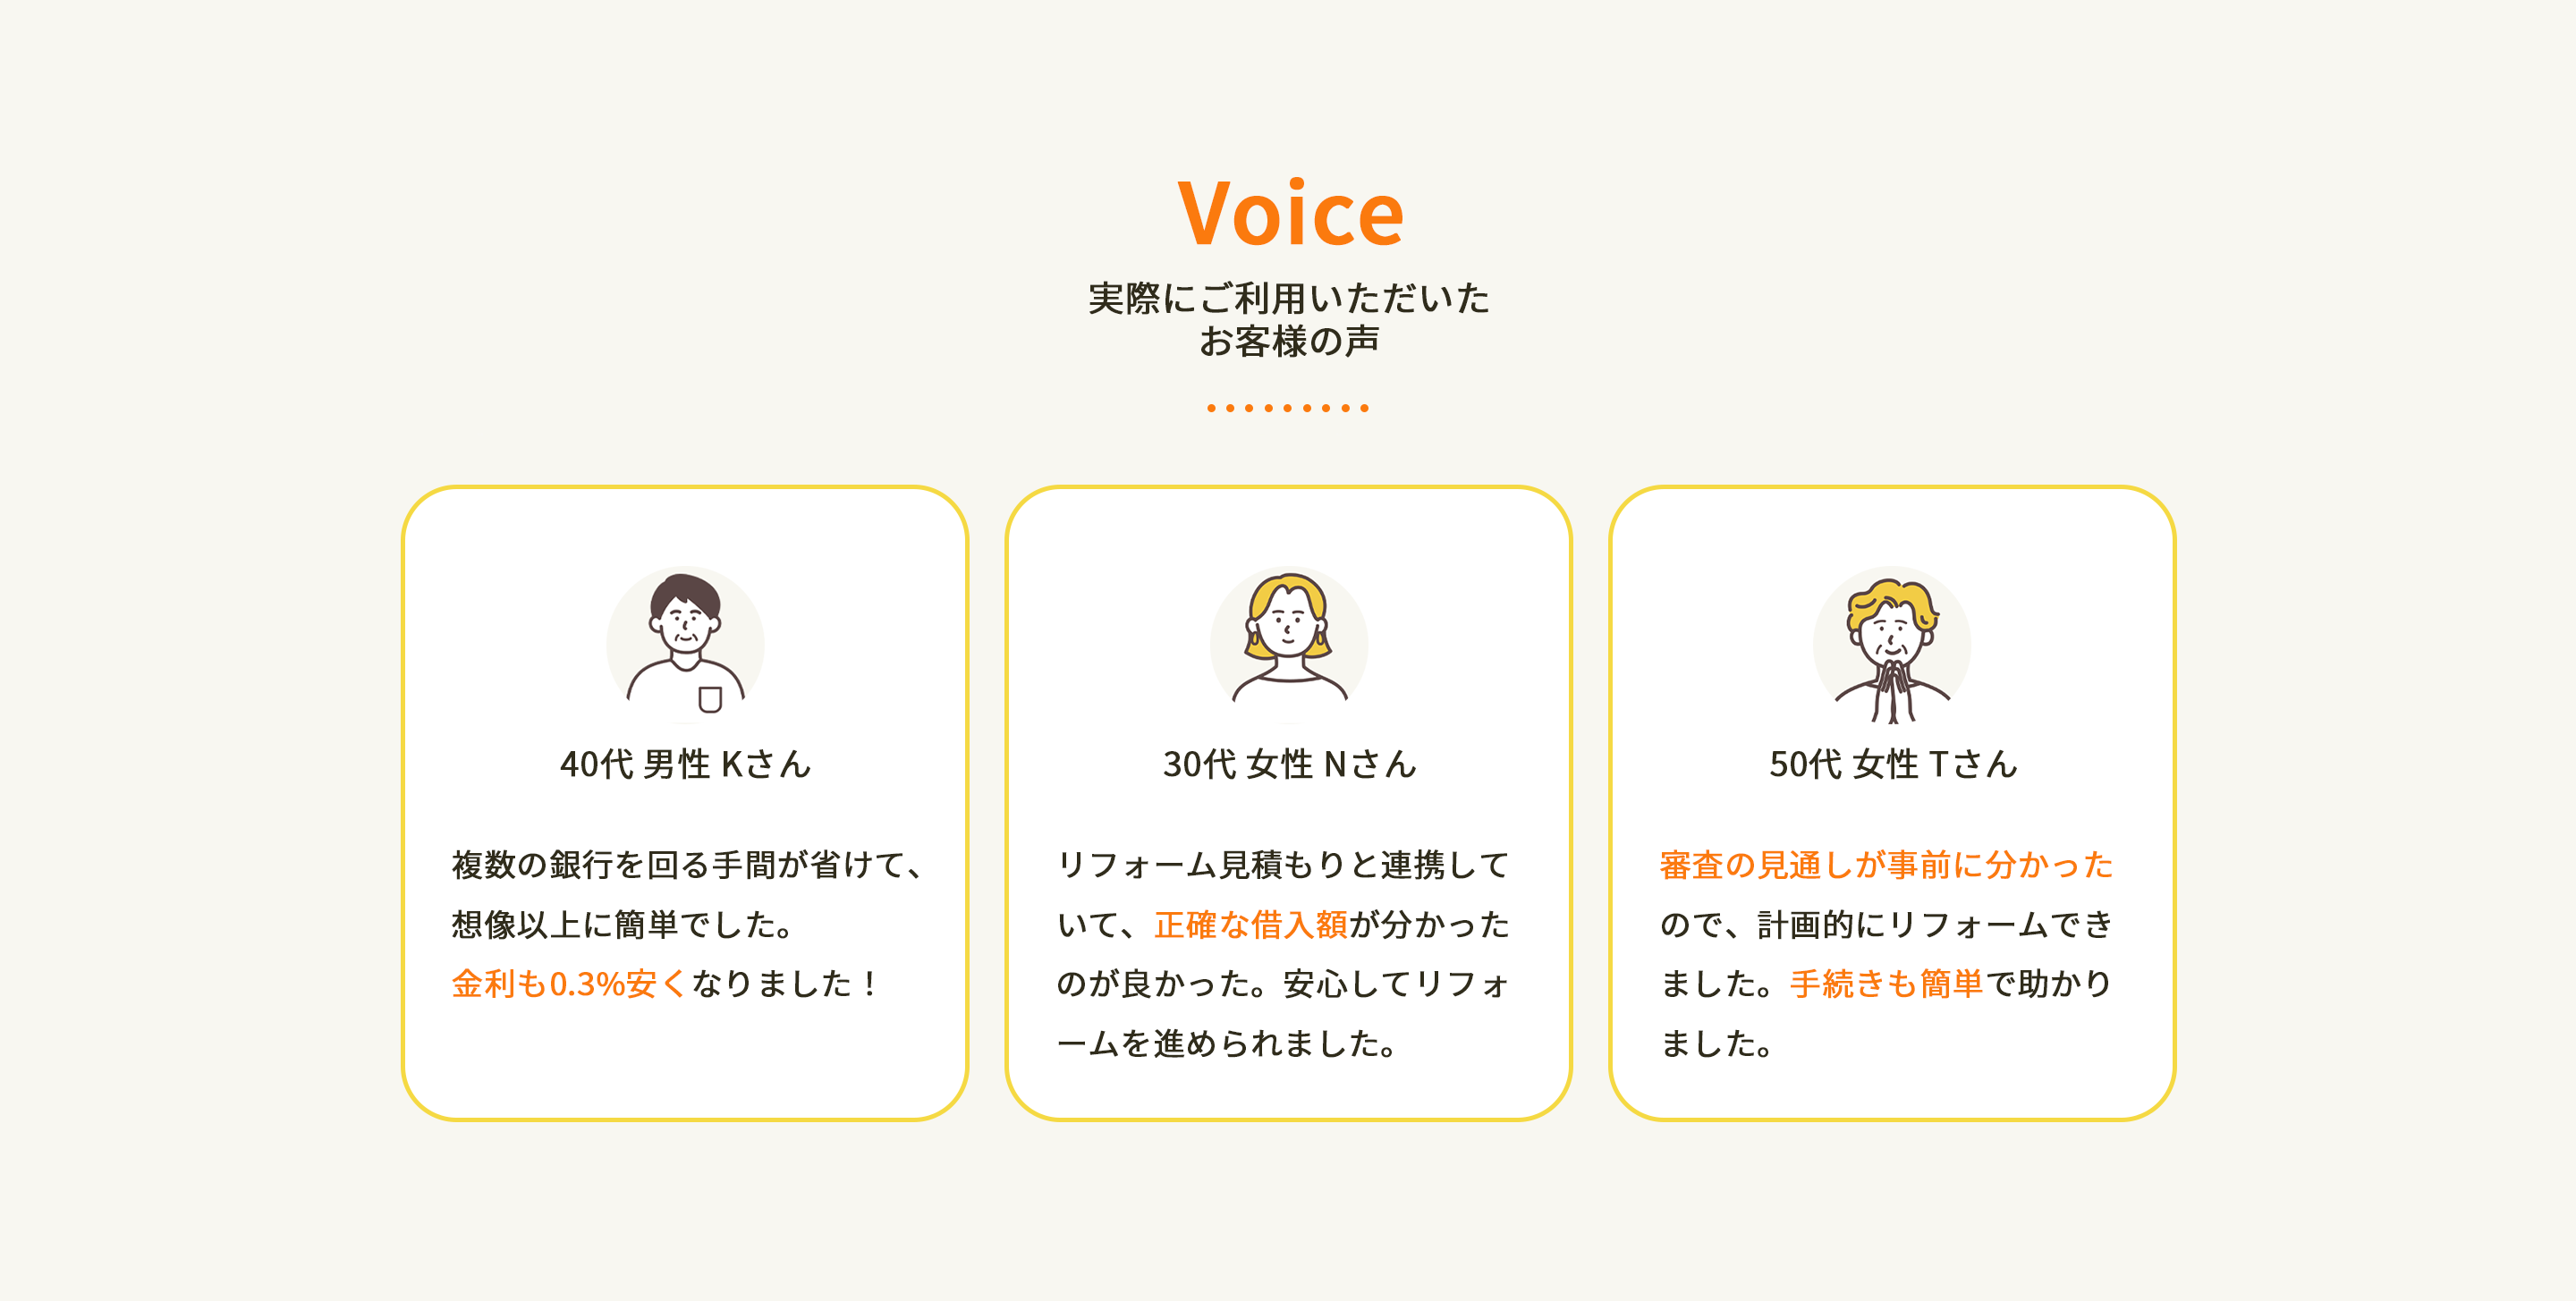 Voice
実際にご利用いただいた
お客様の声
40代 男性 Kさん
複数の銀行を回る手間が省けて、
想像以上に簡単でした。
金利も0.3%安くなりました！
30代 女性 Nさん
リフォーム見積もりと連携して
いて、正確な借入額が分かった
のが良かった。安心してリフォ
ームを進められました。
50代 女性 Tさん
審査の見通しが事前に分かった
ので、計画的にリフォームでき
ました。手続きも簡単で助かり
ました。